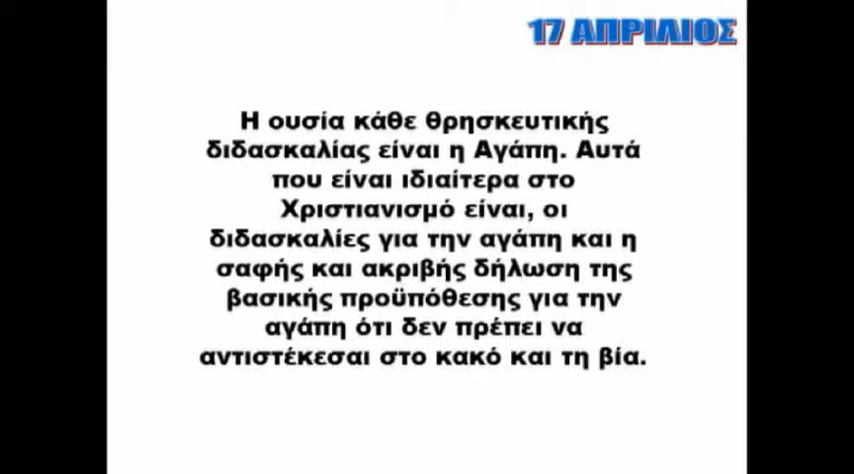 17 ΑΠΡΙΛΙΟΣ
Η ουσία κάθε θρησκευτικής
διδασκαλίας είναι η Αγάπη. Αυτά
που είναι ιδιαίτερα στο
Χριστιανισμό είναι, οι
διδασκαλίες για την αγάπη και η
σαφής και ακριβής δήλωση της
βασικής προϋπόθεσης για την
αγάπη ότι δεν πρέπει να
αντιστέκεσαι στο κακό και τη βία.